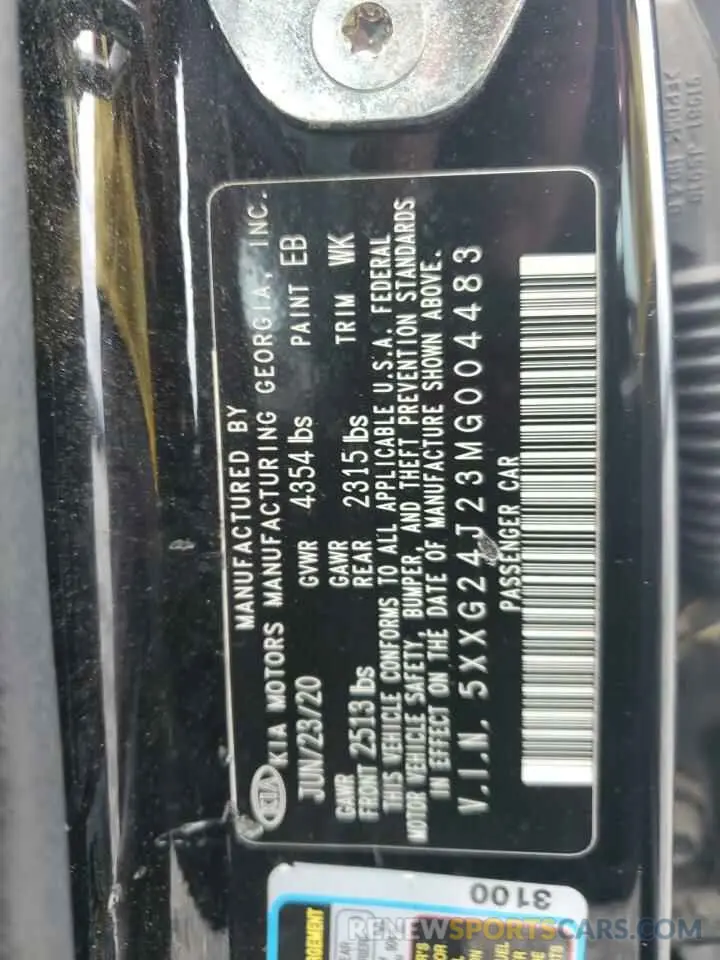 MANUFACTURED BY
KIA KIA MOTORS MANUFACTURING GEORGIA, INC.
JUN/23/20 GVWR 4354 lbs PAINT EB
GAWR FRONT 2513 lbs GAWR REAR 2315 lbs TRIM WK
THIS VEHICLE CONFORMS TO ALL APPLICABLE U.S.A. FEDERAL
MOTOR VEHICLE SAFETY, BUMPER, AND THEFT PREVENTION STANDARDS
IN EFFECT ON THE DATE OF MANUFACTURE SHOWN ABOVE.
V.I.N. 5XXG24J23MG004483
PASSENGER CAR
3100
RENEWSPORTSCARS.COM